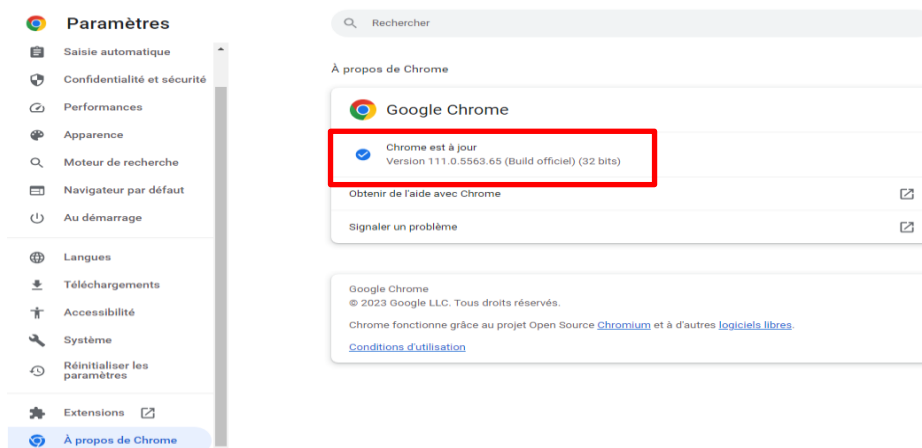 Paramètres
Saisie automatique
Confidentialité et sécurité
Performances
Apparence
Moteur de recherche
Navigateur par défaut
Au démarrage
Langues
Téléchargements
Accessibilité
Système
Réinitialiser les
paramètres
Extensions
À propos de Chrome
Rechercher
À propos de Chrome
Google Chrome
Chrome est à jour
Version 111.0.5563.65 (Build officiel) (32 bits)
Obtenir de l'aide avec Chrome
Signaler un problème
Google Chrome
© 2023 Google LLC. Tous droits réservés.
Chrome fonctionne grâce au projet Open Source Chromium et à d'autres logiciels libres.
Conditions d'utilisation